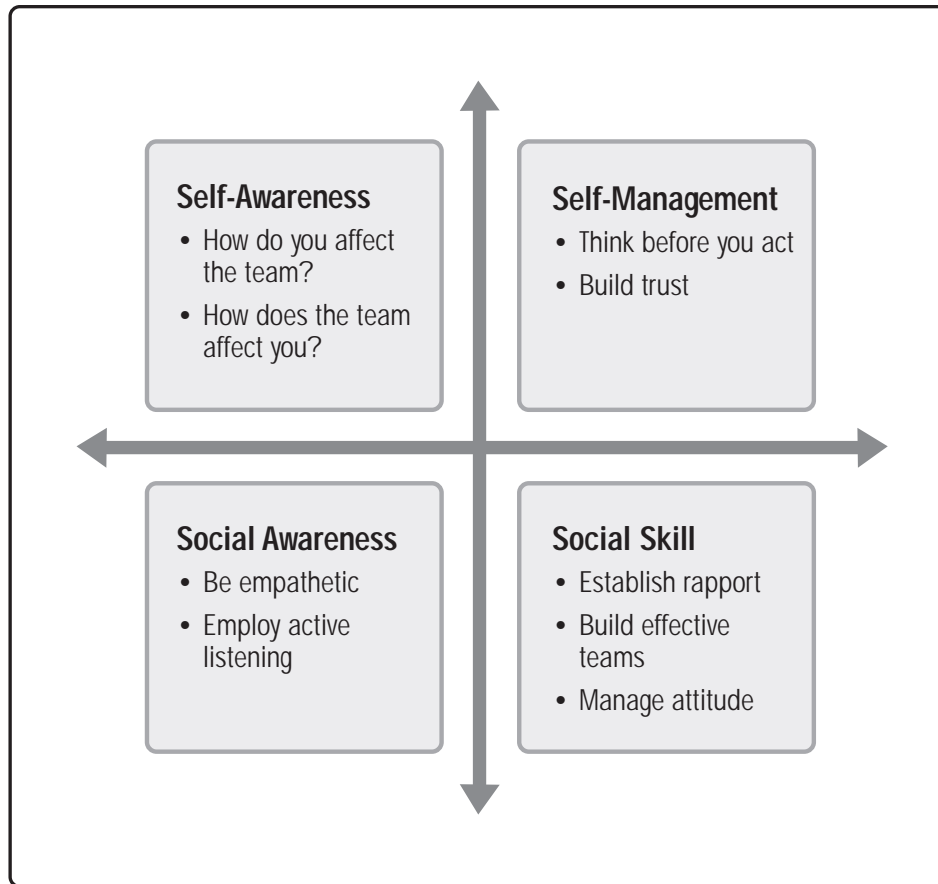 Self-Awareness
• How do you affect
the team?
• How does the team
affect you?
Self-Management
• Think before you act
• Build trust
Social Awareness
• Be empathetic
• Employ active
listening
Social Skill
• Establish rapport
• Build effective
teams
• Manage attitude